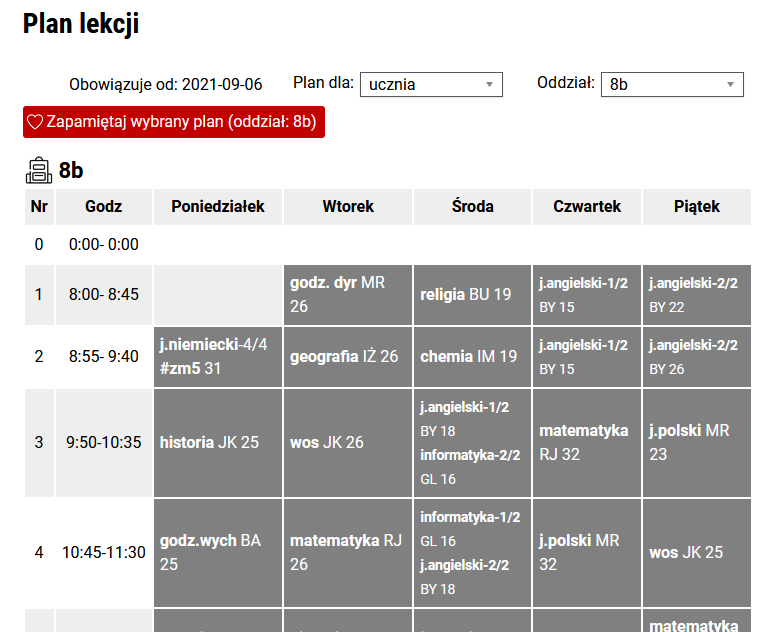 Plan lekcji
Obowiązuje od: 2021-09-06 Plan dla: ucznia Oddział: 8b
Zapamiętaj wybrany plan (oddział: 8b)
8b
Nr Godz Poniedziałek Wtorek Środa Czwartek Piątek
0 0:00- 0:00
1 8:00- 8:45
godz. dyr MR
26
religia BU 19
j.angielski-1/2
BY 15
j.angielski-2/2
BY 22
2 8:55- 9:40
j.niemiecki-4/4
#zm5 31
geografia IŻ 26
chemia IM 19
j.angielski-1/2
BY 15
j.angielski-2/2
BY 26
3 9:50-10:35
historia JK 25
wos JK 26
j.angielski-1/2
BY 18
informatyka-2/2
GL 16
matematyka
RJ 32
j.polski MR
23
4 10:45-11:30
godz.wych BA
25
matematyka RJ
26
informatyka-1/2
GL 16
j.angielski-2/2
BY 18
j.polski MR
32
wos JK 25
matematyka